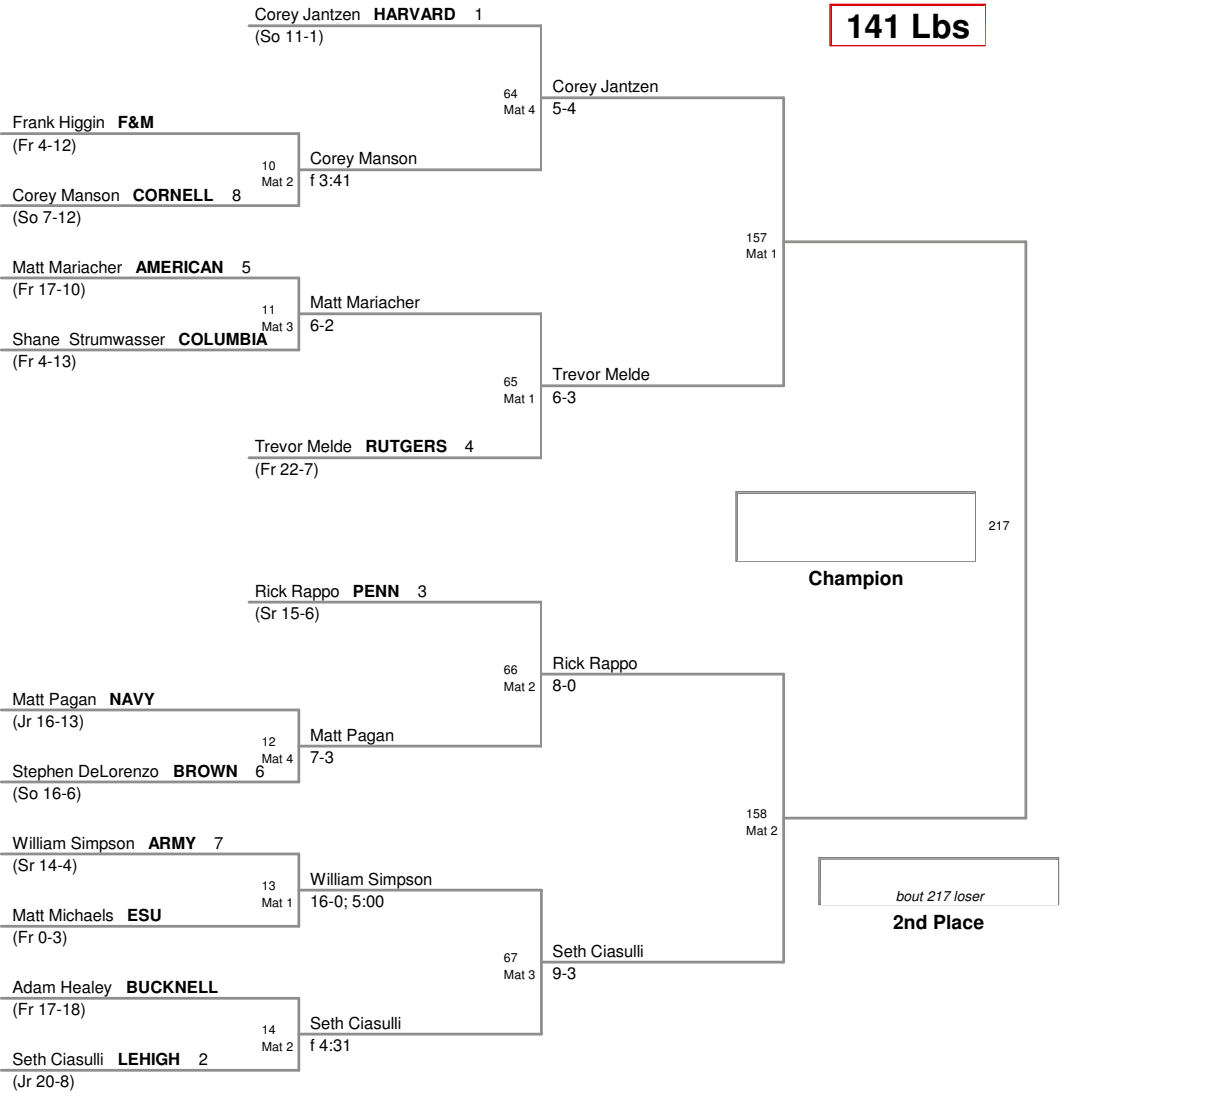 Corey Jantzen HARVARD 1
141 Lbs
(So 11-1)
Corey Jantzen
64
Mat 4
5-4
Frank Higgin F&M
(Fr 4-12)
Corey Manson
10
Mat 2
f 3:41
Corey Manson CORNELL 8
(So 7-12)
157
Mat 1
Matt Mariacher AMERICAN 5
(Fr 17-10)
Matt Mariacher
11
Mat 3
6-2
Shane Strumwasser COLUMBIA
(Fr 4-13)
Trevor Melde
65
Mat 1
6-3
Trevor Melde RUTGERS 4
(Fr 22-7)
217
Champion
Rick Rappo PENN 3
(Sr 15-6)
Rick Rappo
66
Mat 2
8-0
Matt Pagan NAVY
(Jr 16-13)
Matt Pagan
12
Mat 4
7-3
Stephen DeLorenzo BROWN 6
(So 16-6)
158
Mat 2
William Simpson ARMY 7
(Sr 14-4)
William Simpson
13
Mat 1
16-0; 5:00
bout 217 loser
2nd Place
Matt Michaels ESU
(Fr 0-3)
Seth Ciasulli
67
Mat 3
9-3
Adam Healey BUCKNELL
(Fr 17-18)
Seth Ciasulli
14
Mat 2
f 4:31
Seth Ciasulli LEHIGH 2
(Jr 20-8)